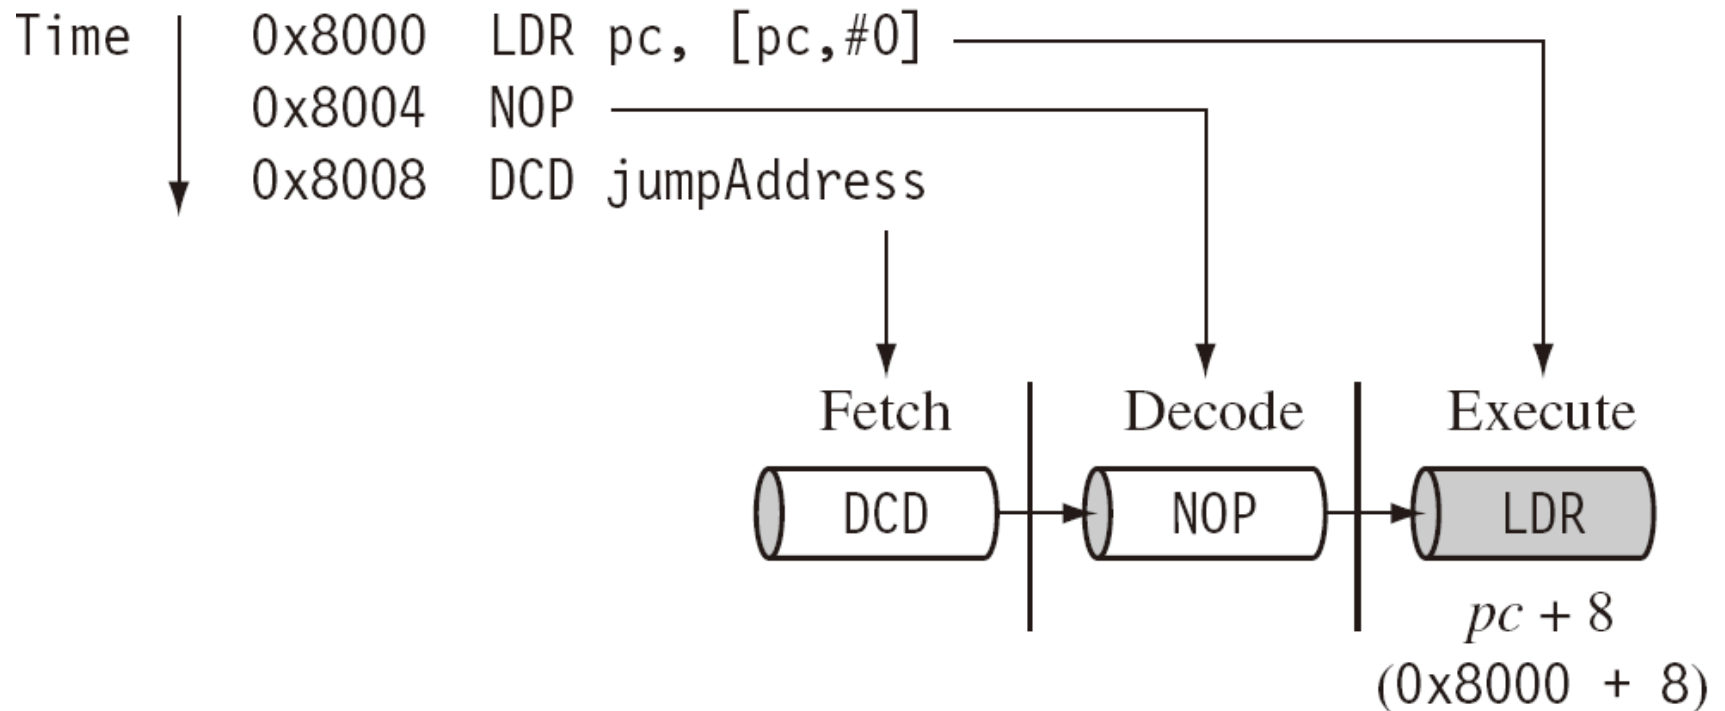 Time 0x8000 LDR pc, [pc,#0]
0x8004 NOP
0x8008 DCD jumpAddress
Fetch Decode Execute
DCD NOP LDR
pc + 8
(0x8000 + 8)